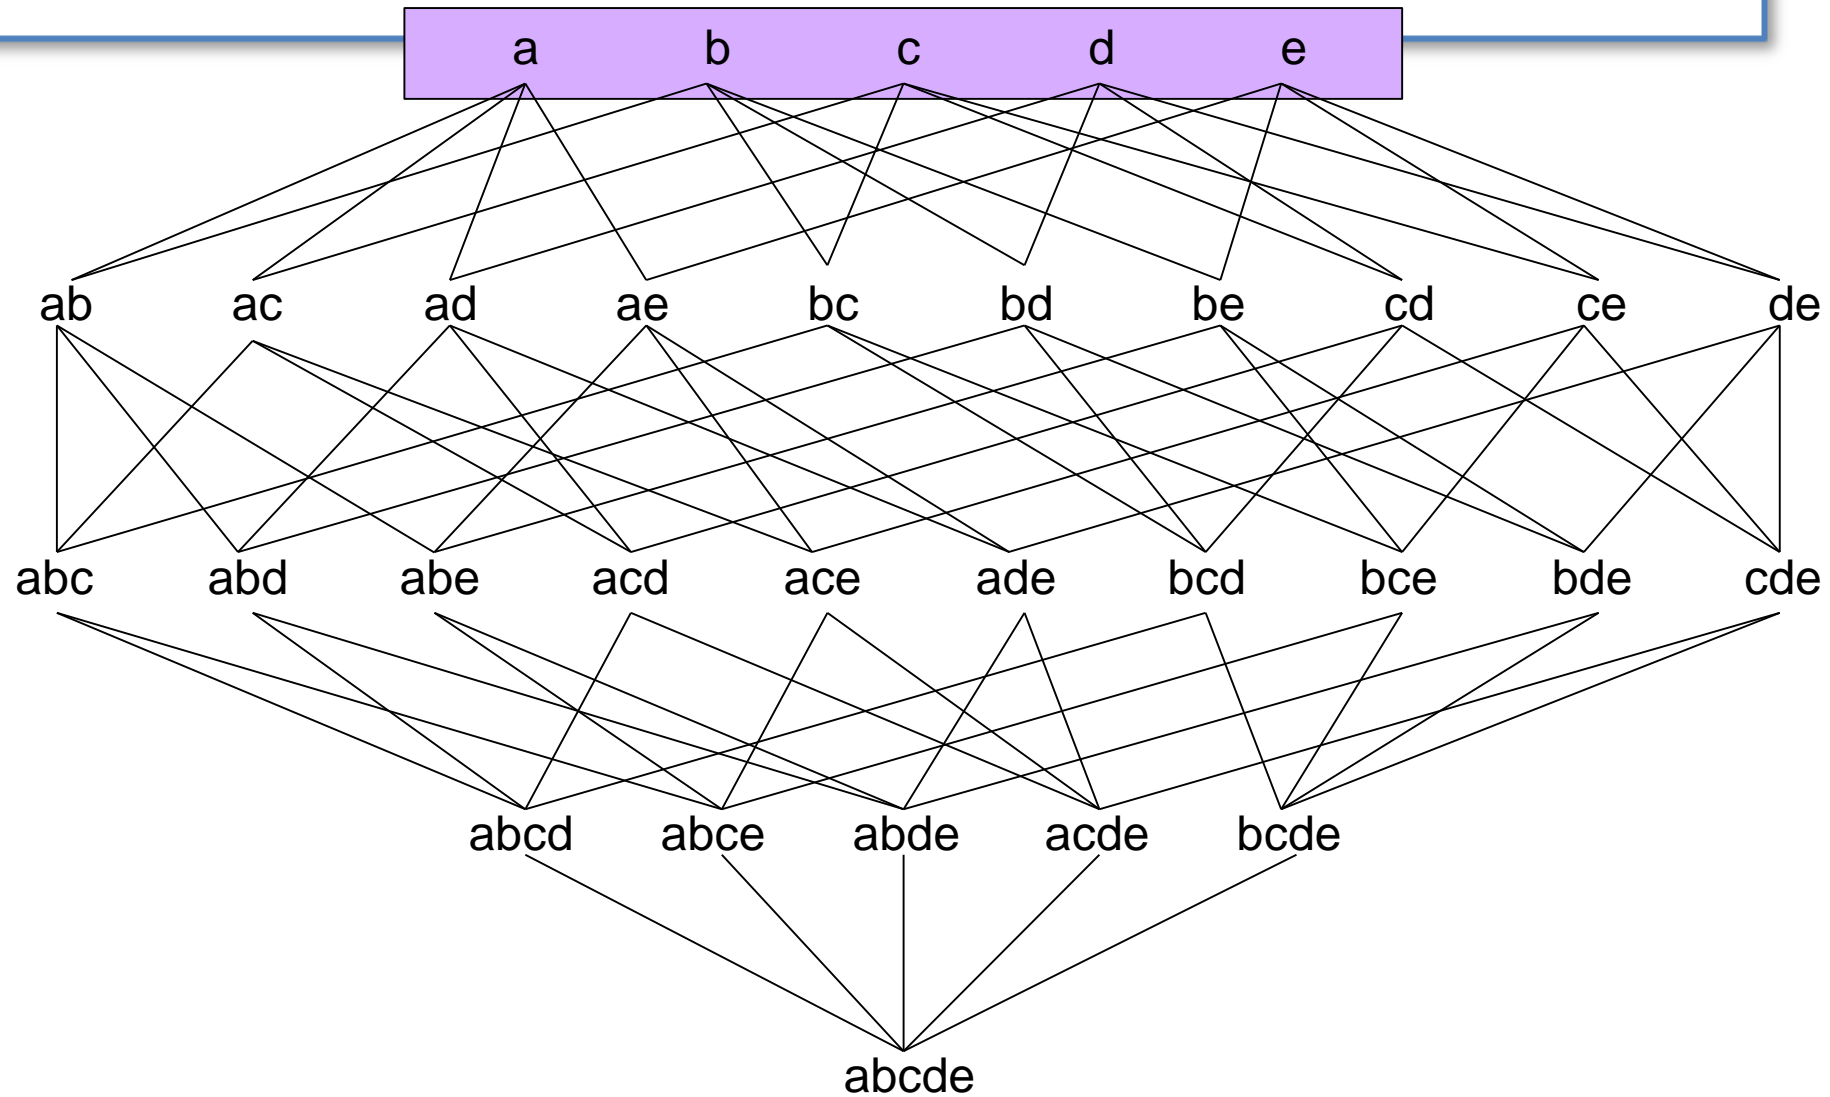 a b c d e
ab ac ad ae bc bd be cd ce de
abc abd abe acd ace ade bcd bce bde cde
abcd abce abde acde bcde
abcde